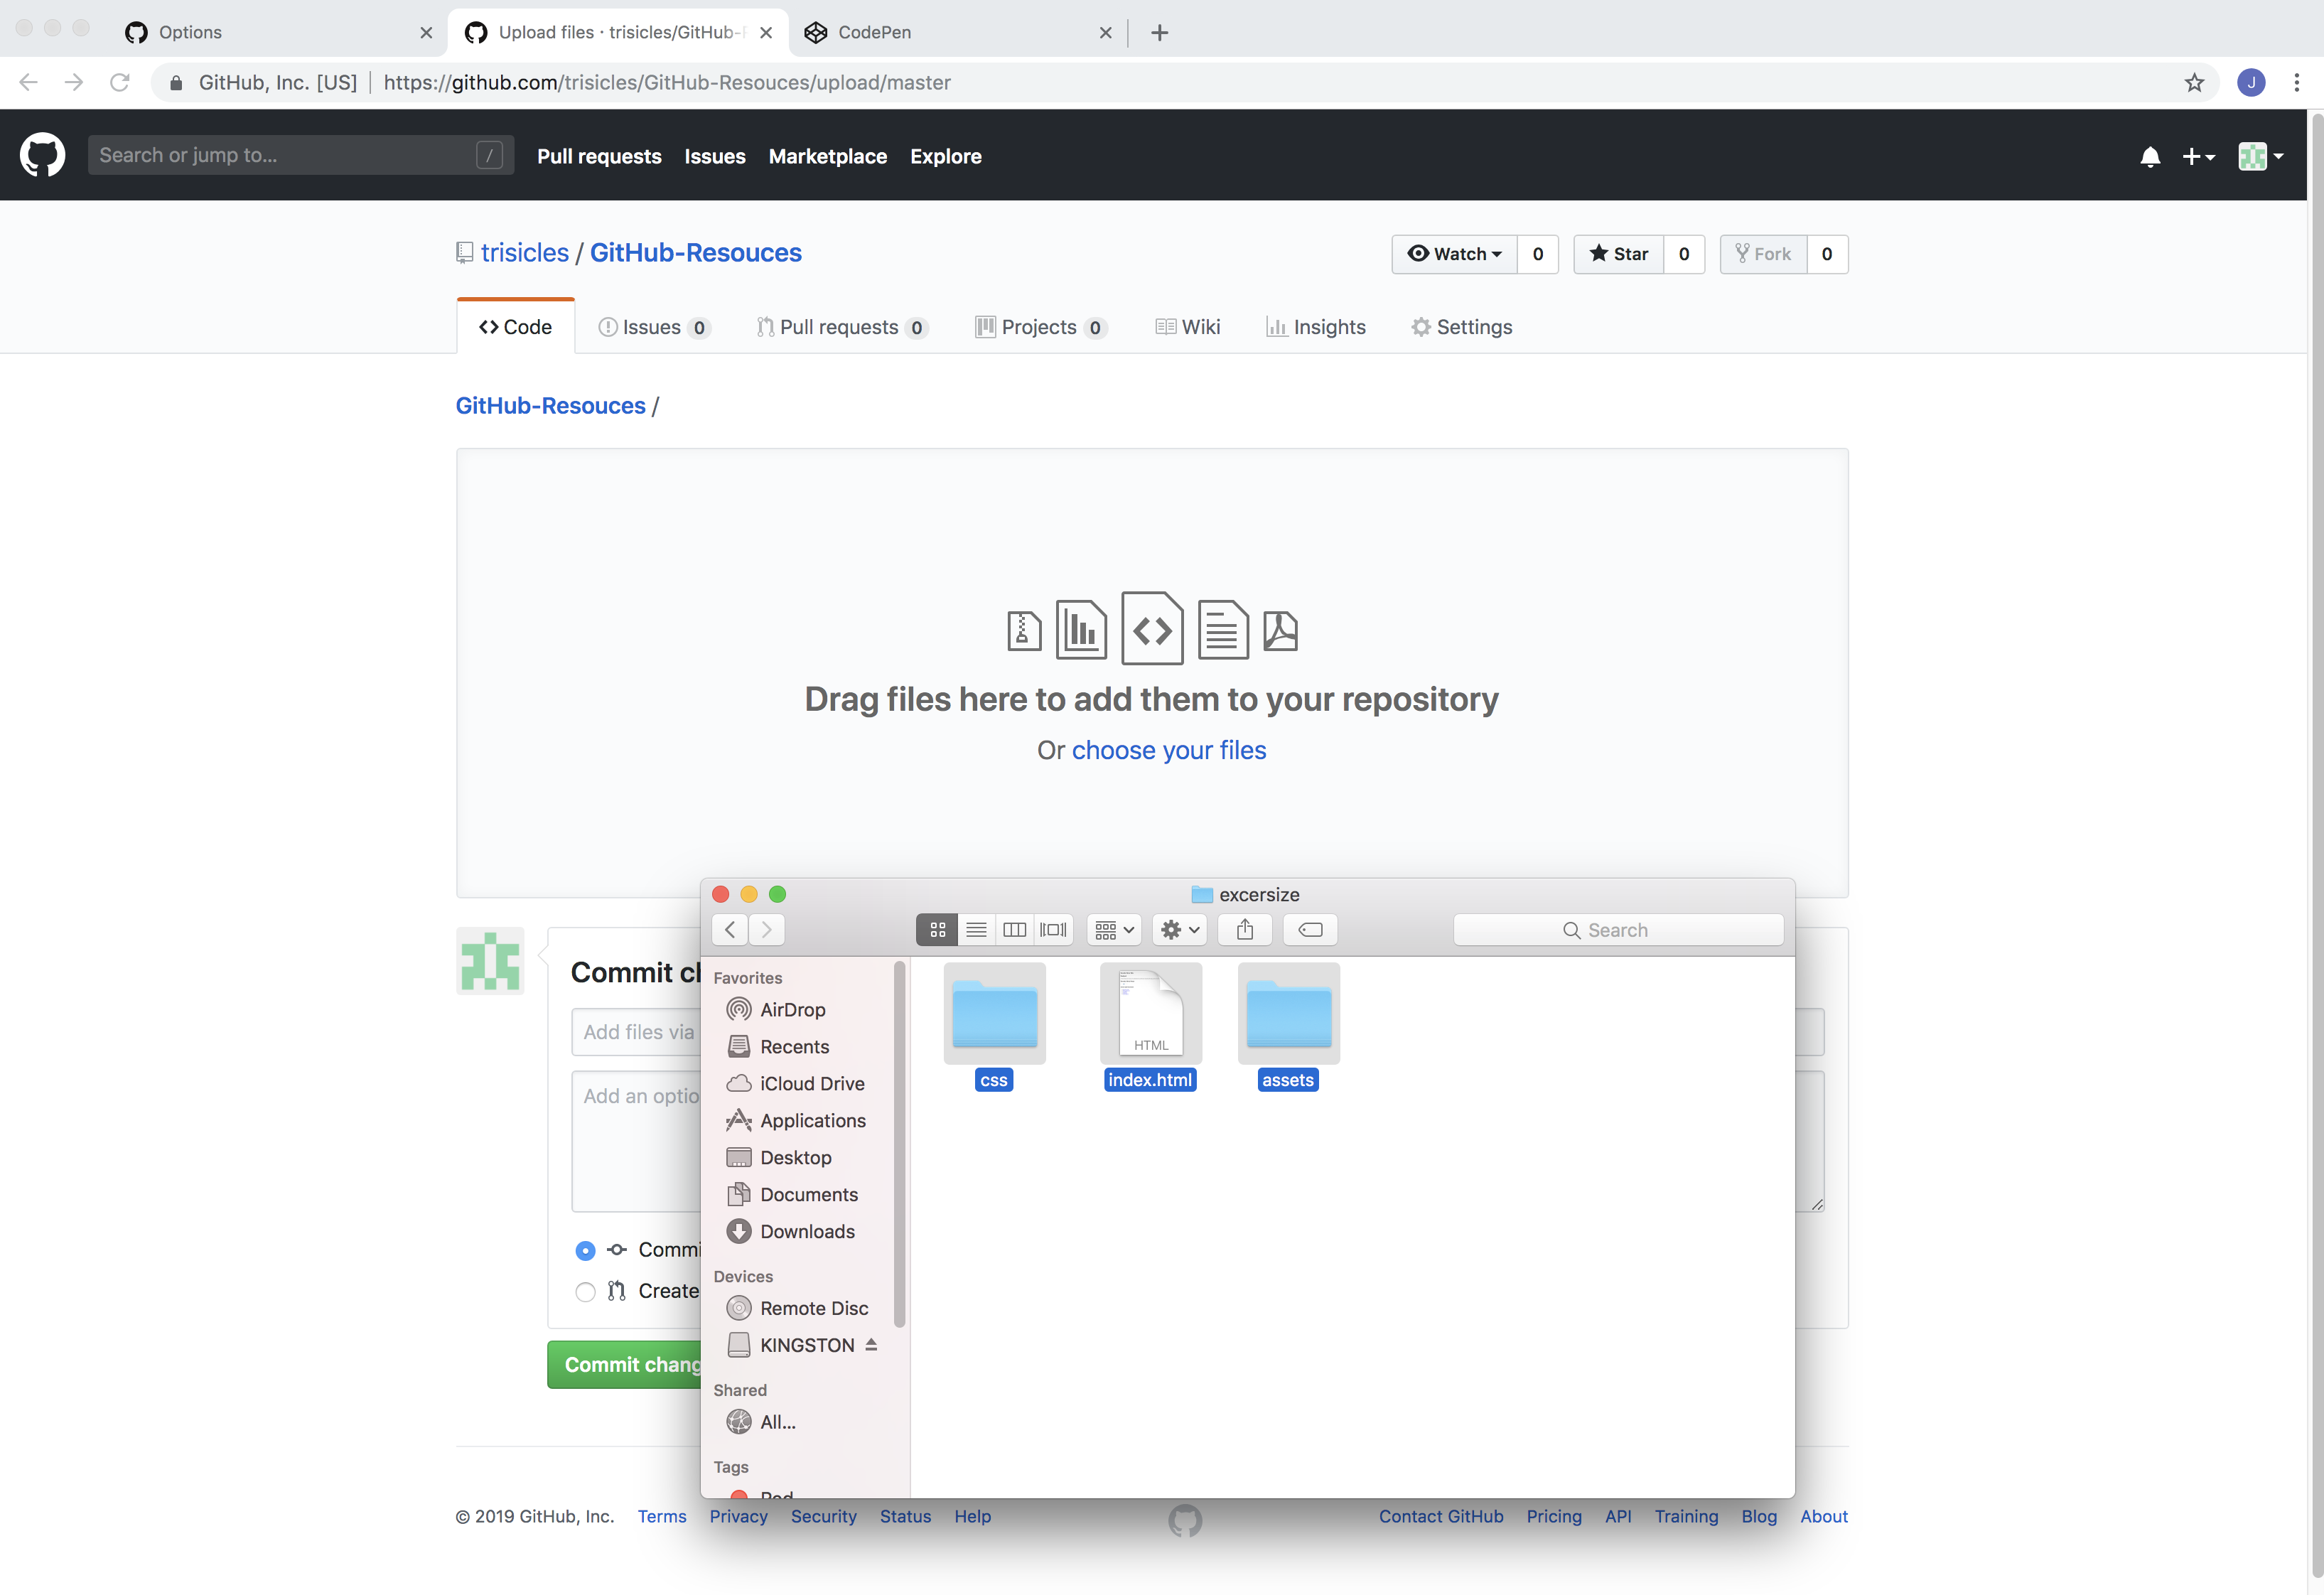 Options
Upload files · trisicles/GitHub-R
CodePen
GitHub, Inc. [US] | https://github.com/trisicles/GitHub-Resouces/upload/master
J
Search or jump to... /
Pull requests Issues Marketplace Explore
trisicles / GitHub-Resouces
Watch 0 Star 0 Fork 0
Code Issues 0 Pull requests 0 Projects 0 Wiki Insights Settings
GitHub-Resouces /
Drag files here to add them to your repository
Or choose your files
excersize
Search
Commit c
Add files via
Add an optio
Commi
Create
Commit chang
Favorites
AirDrop
Recents
iCloud Drive
Applications
Desktop
Documents
Downloads
Devices
Remote Disc
KINGSTON
Shared
All...
Tags
Red
HTML
css index.html assets
© 2019 GitHub, Inc. Terms Privacy Security Status Help
Contact GitHub Pricing API Training Blog About